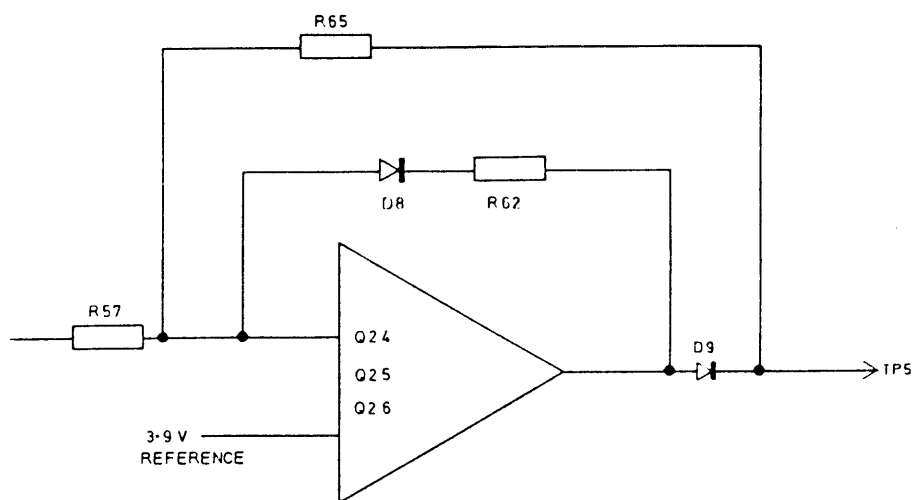 R65
D8
R62
R57
Q24
Q25
Q26
D9
TP5
3·9 V
REFERENCE